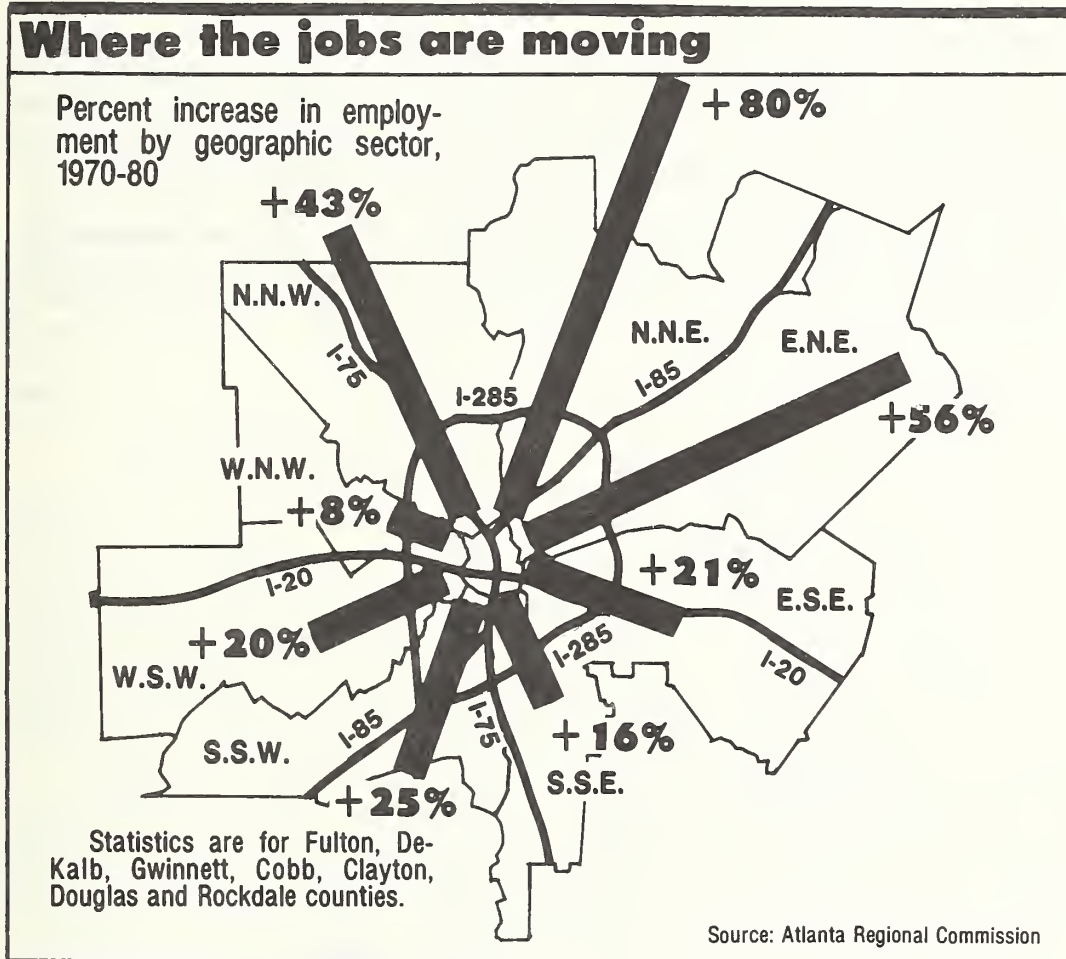 Where the jobs are moving
Percent increase in employ-
ment by geographic sector,
1970-80
+80%
+43%
N.N.W.
N.N.E.
E.N.E.
I-75
I-85
I-285
+56%
W.N.W.
+8%
I-20
+21%
E.S.E.
+20%
W.S.W.
I-285
I-20
S.S.W.
I-85
I-75
+16%
S.S.E.
+25%
Statistics are for Fulton, De-
Kalb, Gwinnett, Cobb, Clayton,
Douglas and Rockdale counties.
Source: Atlanta Regional Commission